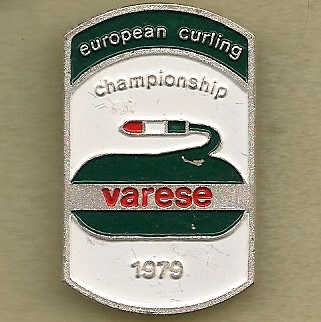 european curling
championship
varese
1979